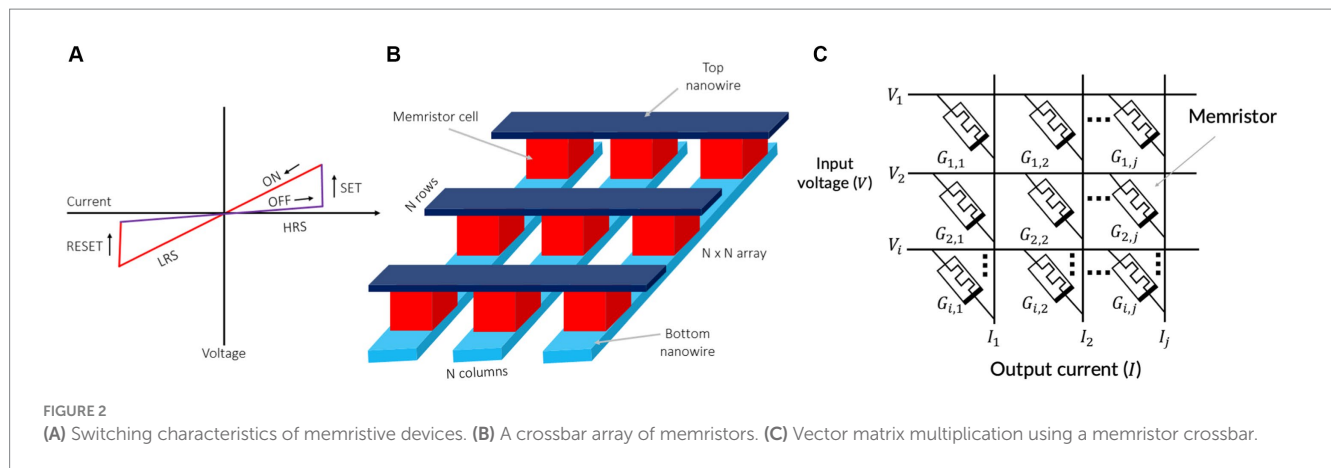 A
Current
ON
OFF
SET
HRS
RESET
LRS
Voltage
B
Top
nanowire
Memristor cell
N rows
N x N array
Bottom
nanowire
N columns
C
V₁
Memristor
G₁,₁
G₁,₂
G₁,ⱼ
Input
voltage (V)
V₂
G₂,₁
G₂,₂
G₂,ⱼ
Vᵢ
Gᵢ,₁
Gᵢ,₂
Gᵢ,ⱼ
I₁
I₂
Iⱼ
Output current (I)
FIGURE 2
(A) Switching characteristics of memristive devices. (B) A crossbar array of memristors. (C) Vector matrix multiplication using a memristor crossbar.